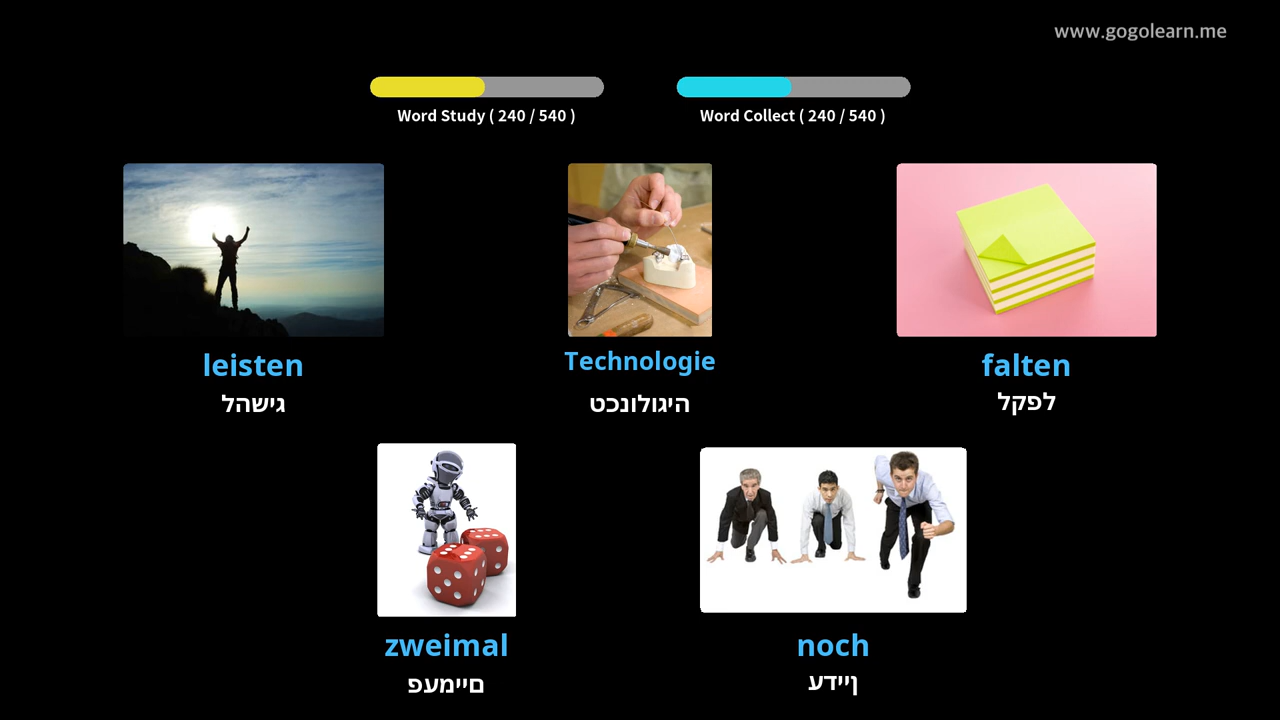 www.gogolearn.me
Word Study ( 240 / 540 )
Word Collect ( 240 / 540 )
leisten
גישהל
Technologie
היגולונכט
falten
לפקל
zweimal
םיימעפ
noch
ןיידע